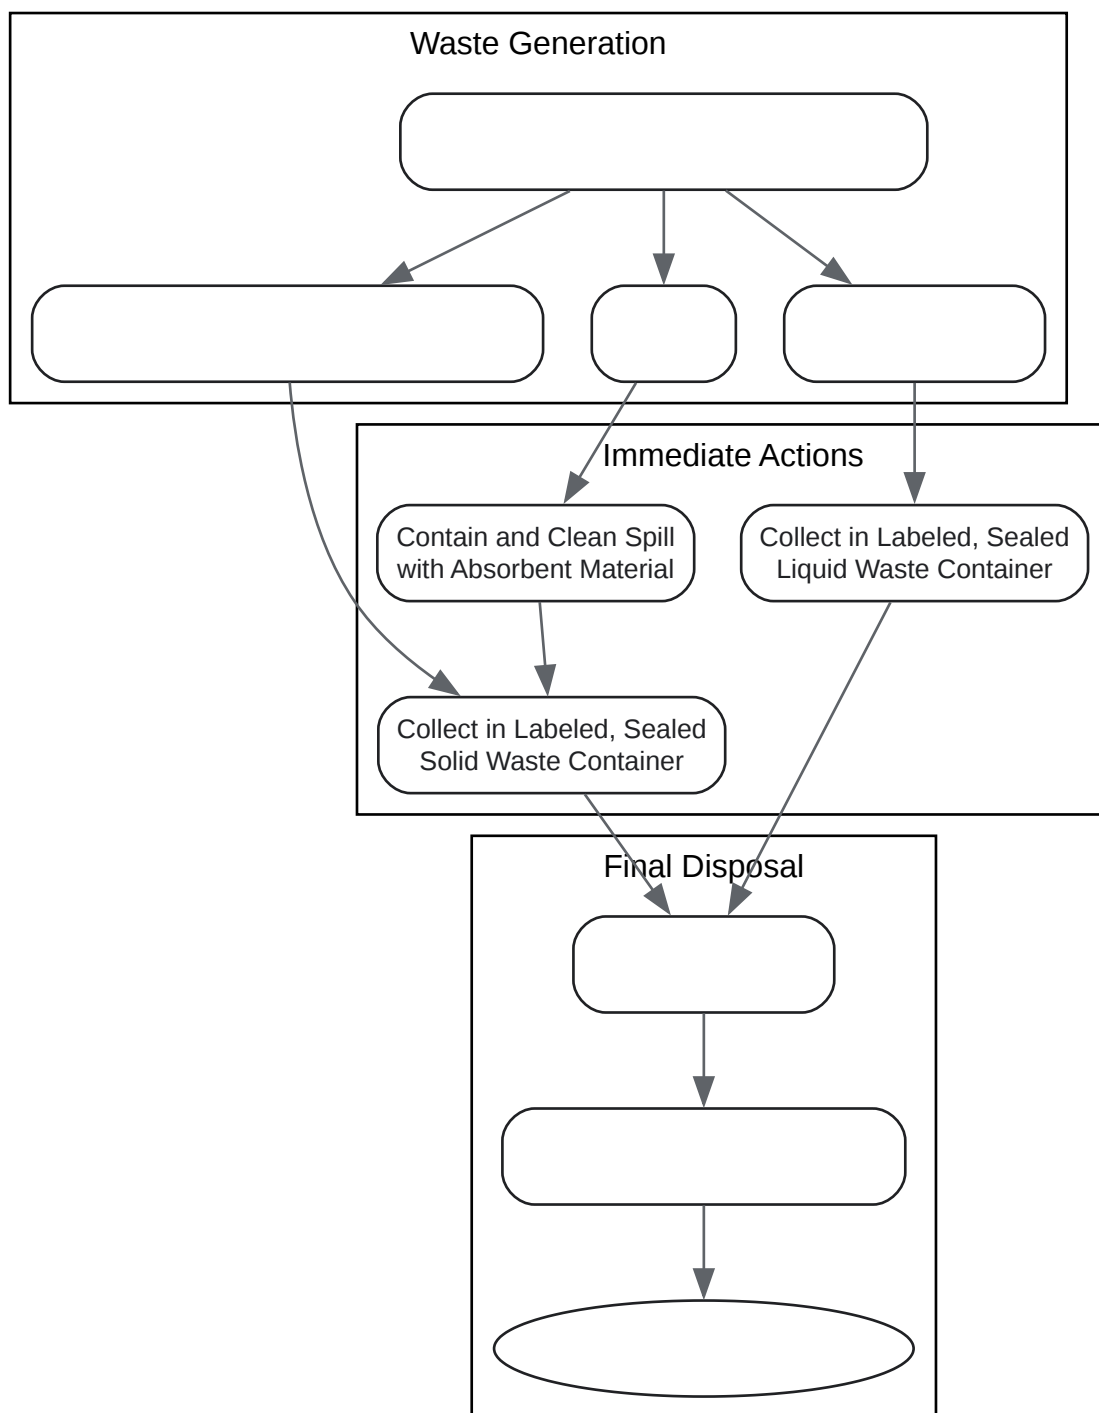 Waste Generation
Immediate Actions
Contain and Clean Spill
with Absorbent Material
Collect in Labeled, Sealed
Liquid Waste Container
Collect in Labeled, Sealed
Solid Waste Container
Final Disposal